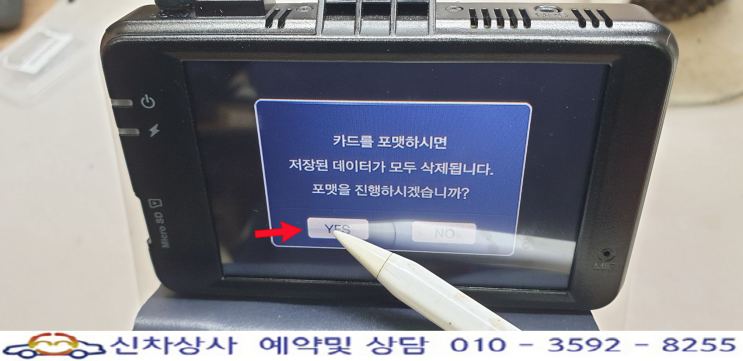 카드를 포맷하시면
저장된 데이터가 모두 삭제됩니다.
포맷을 진행하시겠습니까?
YES NO
Micro SD
신차상사 예약및 상담 010 - 3592 - 8255